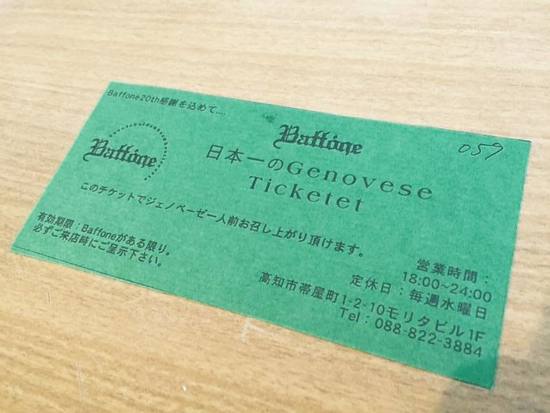 Baffone20th感謝を込めて....
Baffone
Baffone
059
日本一のGenovese
Ticketet
このチケットでジェノベーゼ一人前お召し上がり頂けます。
有効期限：Baffoneがある限り。
必ずご来店時にご呈示下さい。
営業時間：
18:00~24:00
定休日：毎週水曜日
高知市帯屋町1-2-10モリタビル1F
Tel：088-822-3884